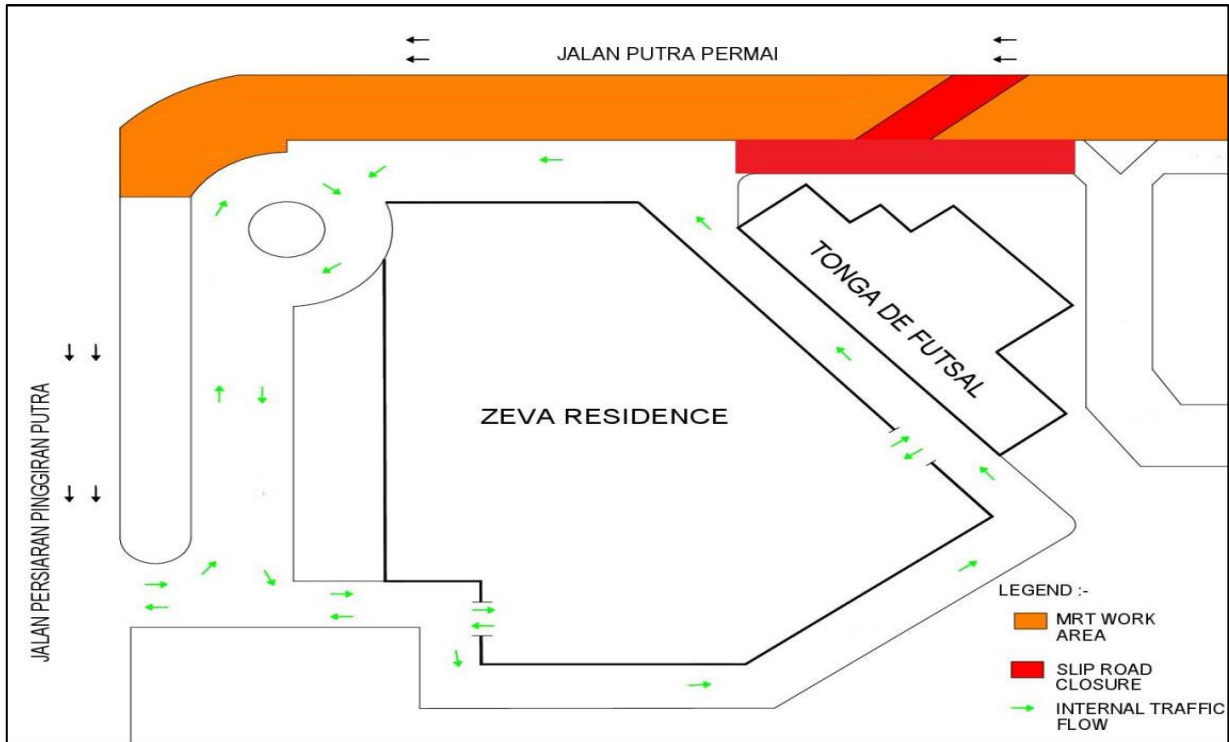 JALAN PUTRA PERMAI
TONGA DE FUTSAL
ZEVA RESIDENCE
JALAN PERSIARAN PINGGIRAN PUTRA
LEGEND :-
MRT WORK
AREA
SLIP ROAD
CLOSURE
INTERNAL TRAFFIC
FLOW